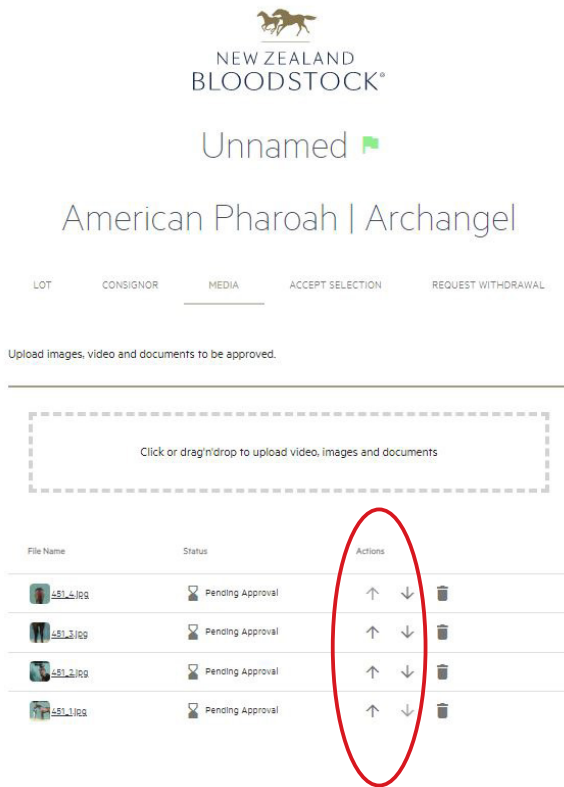 NEW ZEALAND
BLOODSTOCK®
Unnamed
American Pharoah | Archangel
LOT CONSIGNOR MEDIA ACCEPT SELECTION REQUEST WITHDRAWAL
Upload images, video and documents to be approved.
Click or drag'n'drop to upload video, images and documents
File Name Status Actions
451_4.jpg Pending Approval
451_3.jpg Pending Approval
451_2.jpg Pending Approval
451_1.jpg Pending Approval